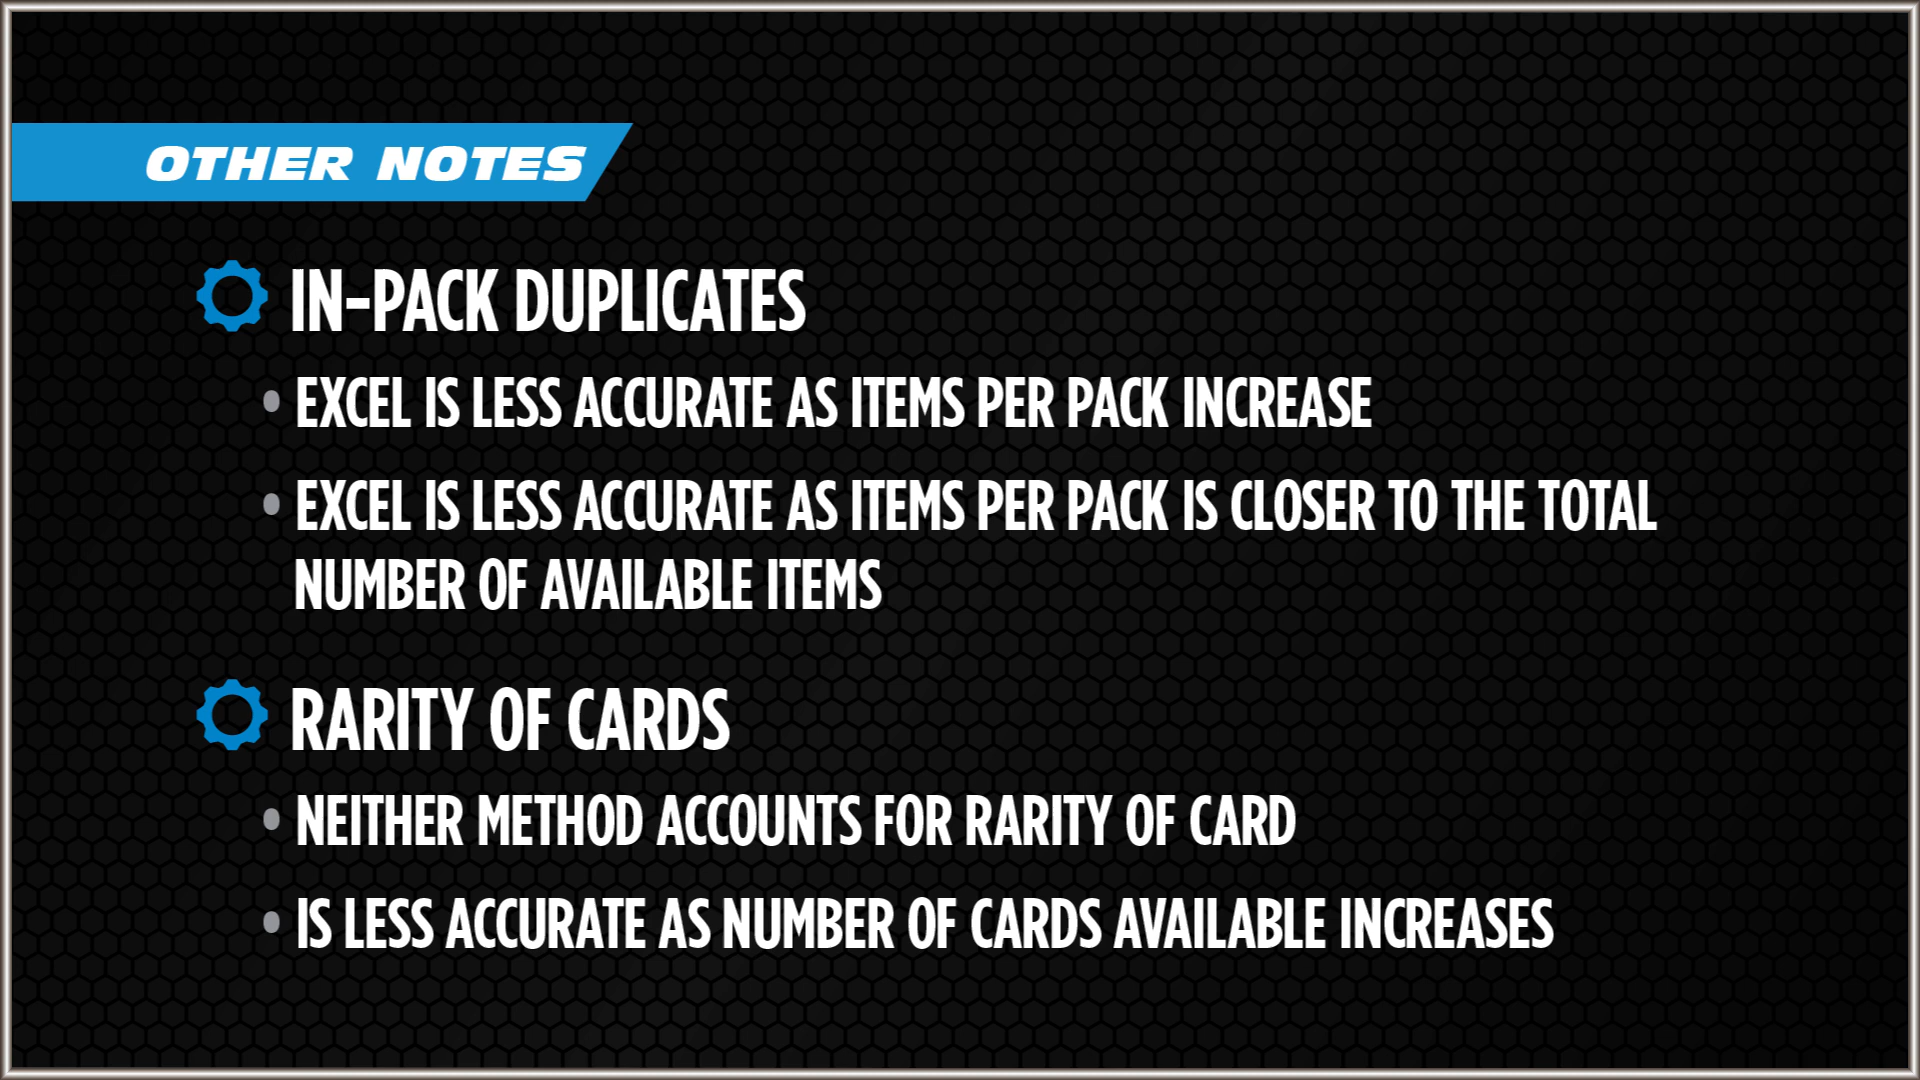 OTHER NOTES
IN-PACK DUPLICATES
• EXCEL IS LESS ACCURATE AS ITEMS PER PACK INCREASE
• EXCEL IS LESS ACCURATE AS ITEMS PER PACK IS CLOSER TO THE TOTAL
NUMBER OF AVAILABLE ITEMS
RARITY OF CARDS
• NEITHER METHOD ACCOUNTS FOR RARITY OF CARD
• IS LESS ACCURATE AS NUMBER OF CARDS AVAILABLE INCREASES